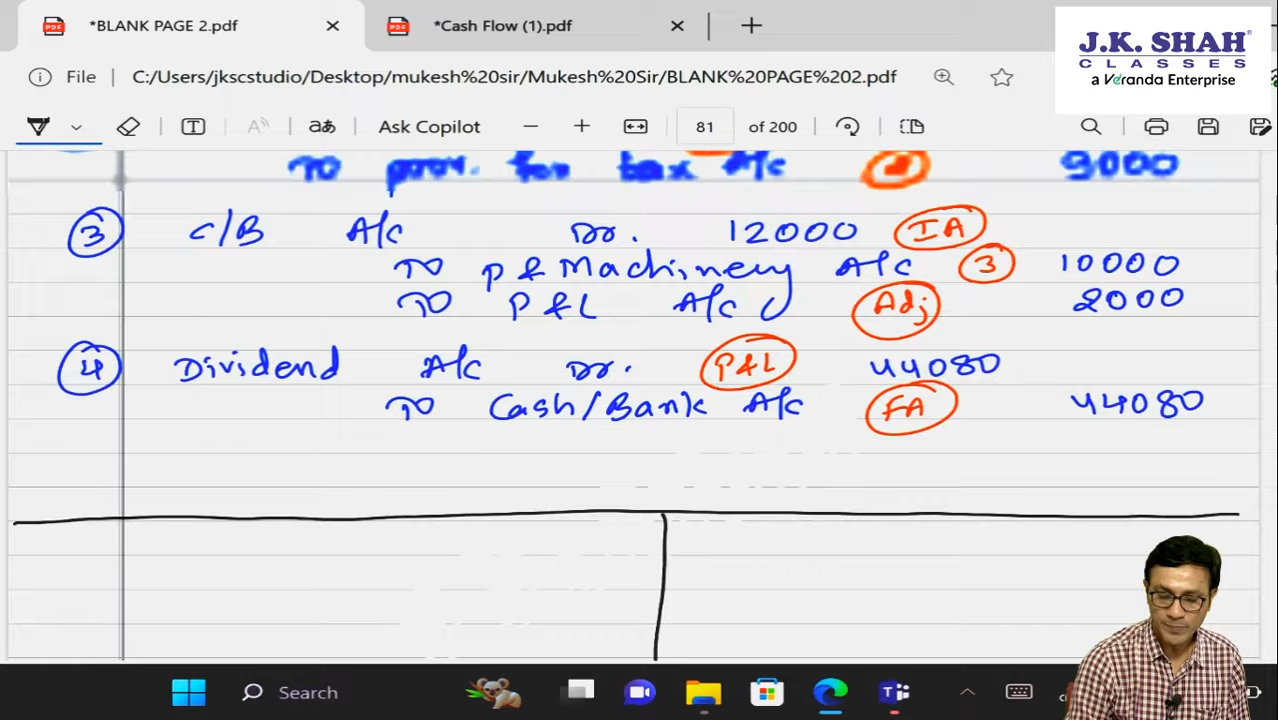 *BLANK PAGE 2.pdf
*Cash Flow (1).pdf
J.K. SHAH®
CLASSES
a Veranda Enterprise
File C:/Users/jkscstudio/Desktop/mukesh%20sir/Mukesh%20Sir/BLANK%20PAGE%202.pdf
Ask Copilot 81 of 200
To prov. for tax A/c 9000
3 C/B A/c Dr. 12000 IA
To P & Machinery A/c 3 10000
To P & L A/c Adj 2000
4 Dividend A/c Dr. P&L 44080
To Cash/Bank A/c FA 44080
Search